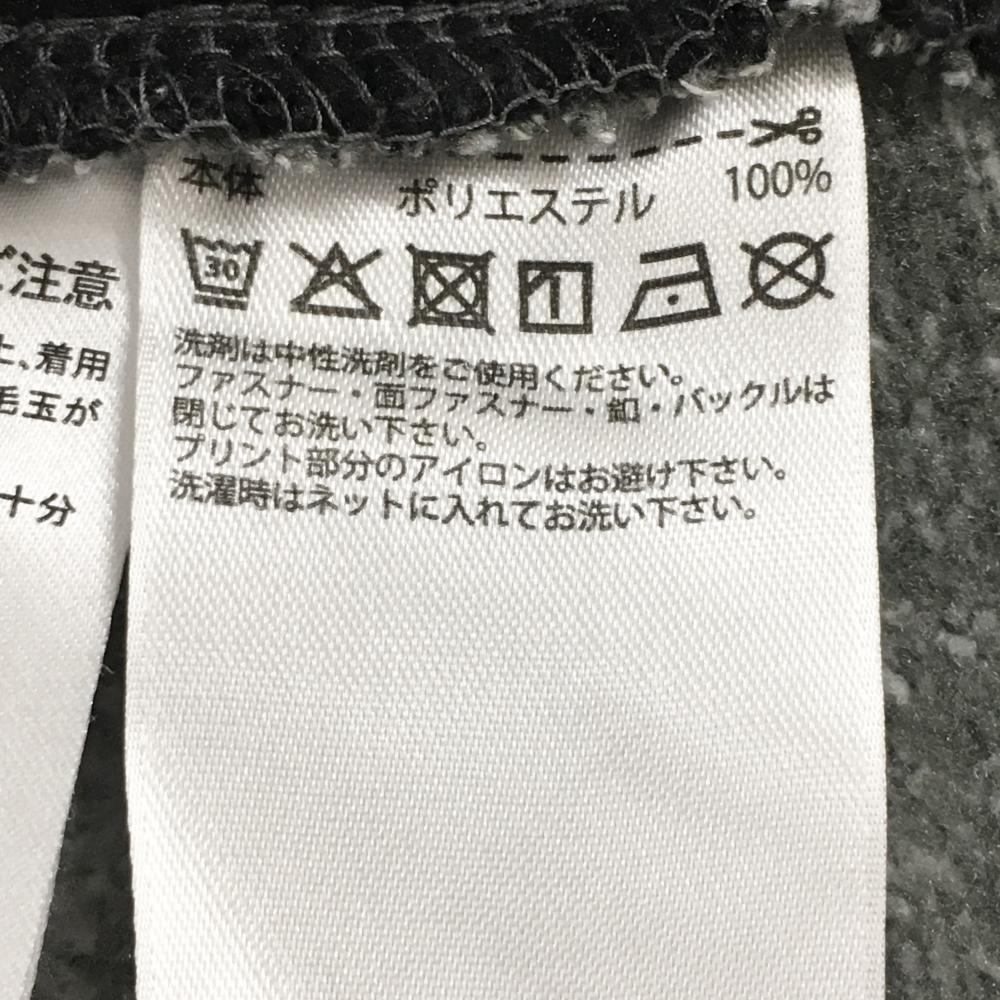 本体 ポリエステル 100%
30
洗剤は中性洗剤をご使用ください。
ファスナー・面ファスナー・釦・バックルは
閉じてお洗い下さい。
プリント部分のアイロンはお避け下さい。
洗濯時はネットに入れてお洗い下さい。
ご注意
、着用
毛玉が
十分